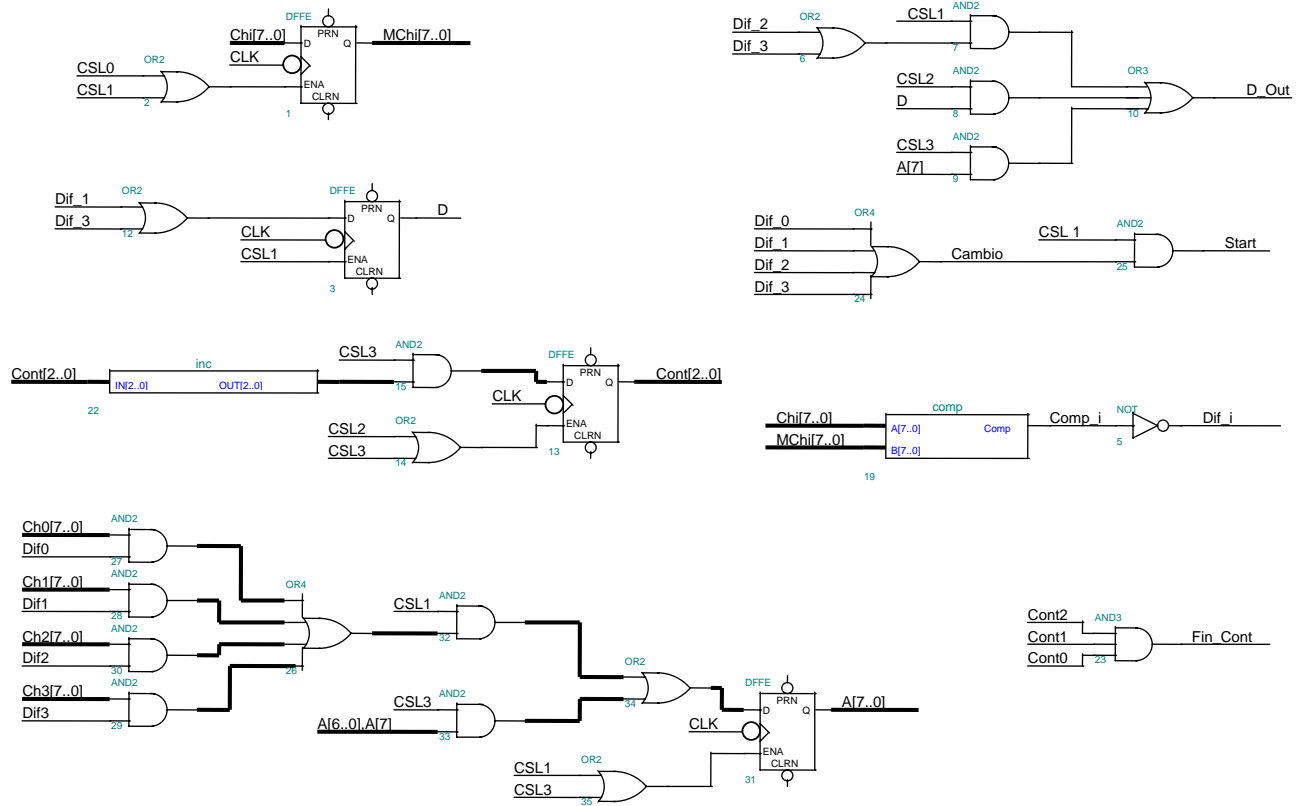 DFFE
PRN
Chi[7..0]
D
Q
MChi[7..0]
CLK
OR2
CSL0
CSL1
2
ENA
CLRN
1
OR2
Dif_2
Dif_3
6
AND2
CSL1
7
AND2
CSL2
D
8
AND2
CSL3
A[7]
9
OR3
10
D_Out
OR2
Dif_1
Dif_3
12
DFFE
PRN
D
Q
D
CLK
CSL1
ENA
CLRN
3
OR4
Dif_0
Dif_1
Dif_2
Dif_3
24
Cambio
AND2
CSL 1
25
Start
inc
Cont[2..0]
IN[2..0]
OUT[2..0]
22
AND2
CSL3
15
DFFE
PRN
D
Q
Cont[2..0]
CLK
OR2
CSL2
CSL3
14
ENA
CLRN
13
comp
Chi[7..0]
A[7..0]
Comp
MChi[7..0]
B[7..0]
19
Comp_i
NOT
5
Dif_i
AND2
Ch0[7..0]
Dif0
27
AND2
Ch1[7..0]
Dif1
28
AND2
Ch2[7..0]
Dif2
30
AND2
Ch3[7..0]
Dif3
29
OR4
26
AND2
CSL1
32
AND2
CSL3
A[6..0],A[7]
33
OR2
34
DFFE
PRN
D
Q
A[7..0]
CLK
ENA
CLRN
31
OR2
CSL1
CSL3
35
AND3
Cont2
Cont1
Cont0
23
Fin_Cont